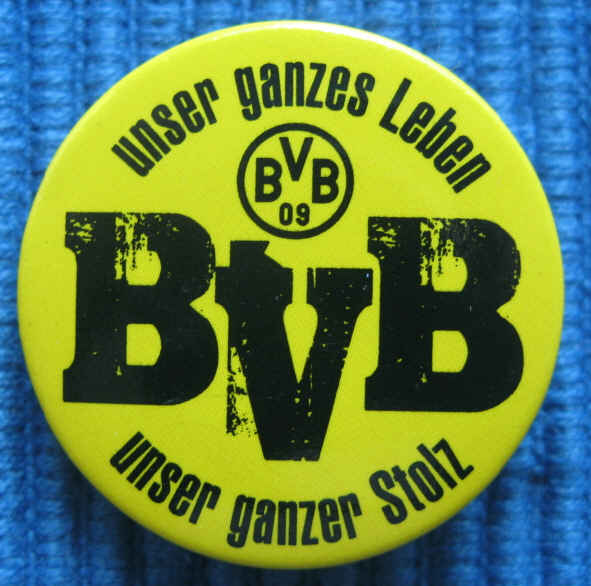 unser ganzes Leben
BVB
09
BVB
unser ganzer Stolz